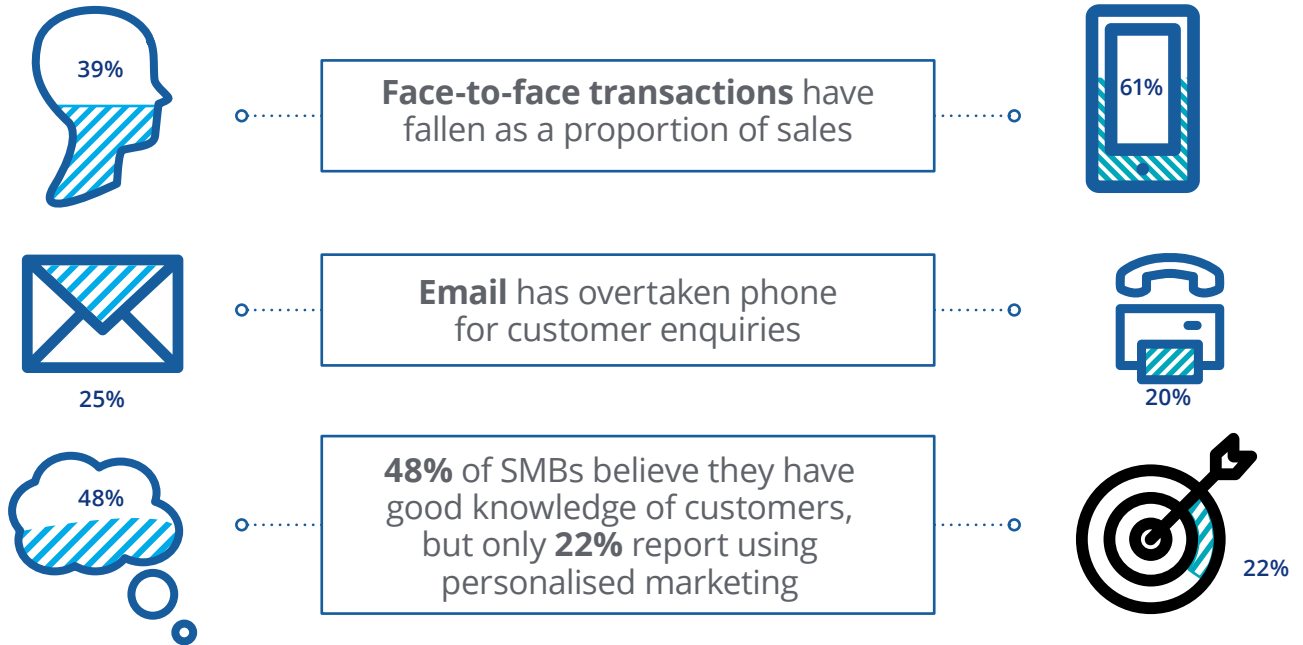 39%
Face-to-face transactions have
fallen as a proportion of sales
61%
Email has overtaken phone
for customer enquiries
25%
20%
48%
48% of SMBs believe they have
good knowledge of customers,
but only 22% report using
personalised marketing
22%